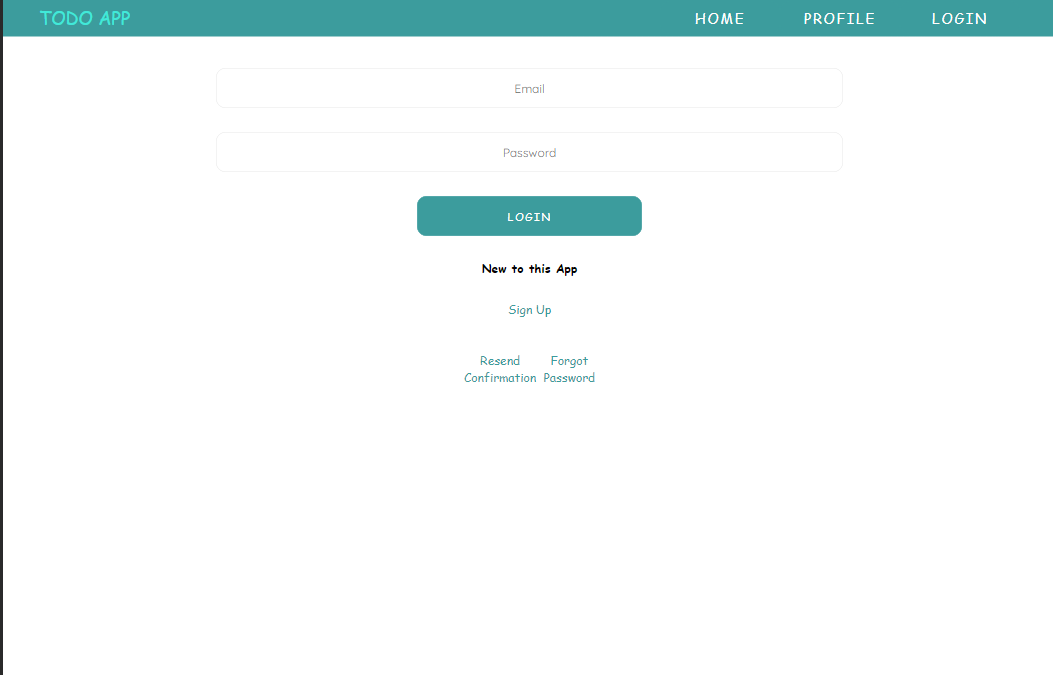 TODO APP HOME PROFILE LOGIN
Email
Password
LOGIN
New to this App
Sign Up
Resend Forgot
Confirmation Password